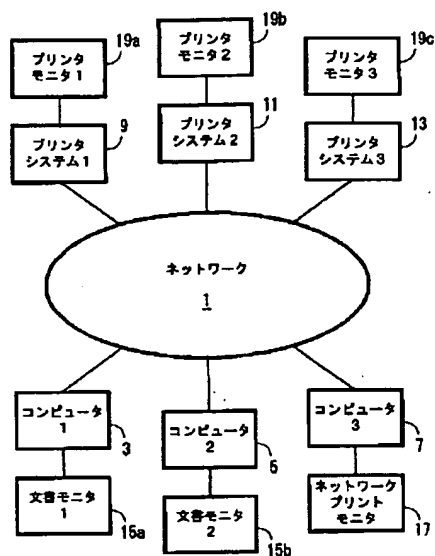 19a
プリンタ
モニタ1
19b
プリンタ
モニタ2
19c
プリンタ
モニタ3
9
プリンタ
システム1
11
プリンタ
システム2
13
プリンタ
システム3
ネットワーク
1
コンピュータ
1
3
コンピュータ
2
5
コンピュータ
3
7
文書モニタ
1
15a
文書モニタ
2
15b
ネットワーク
プリント
モニタ
17